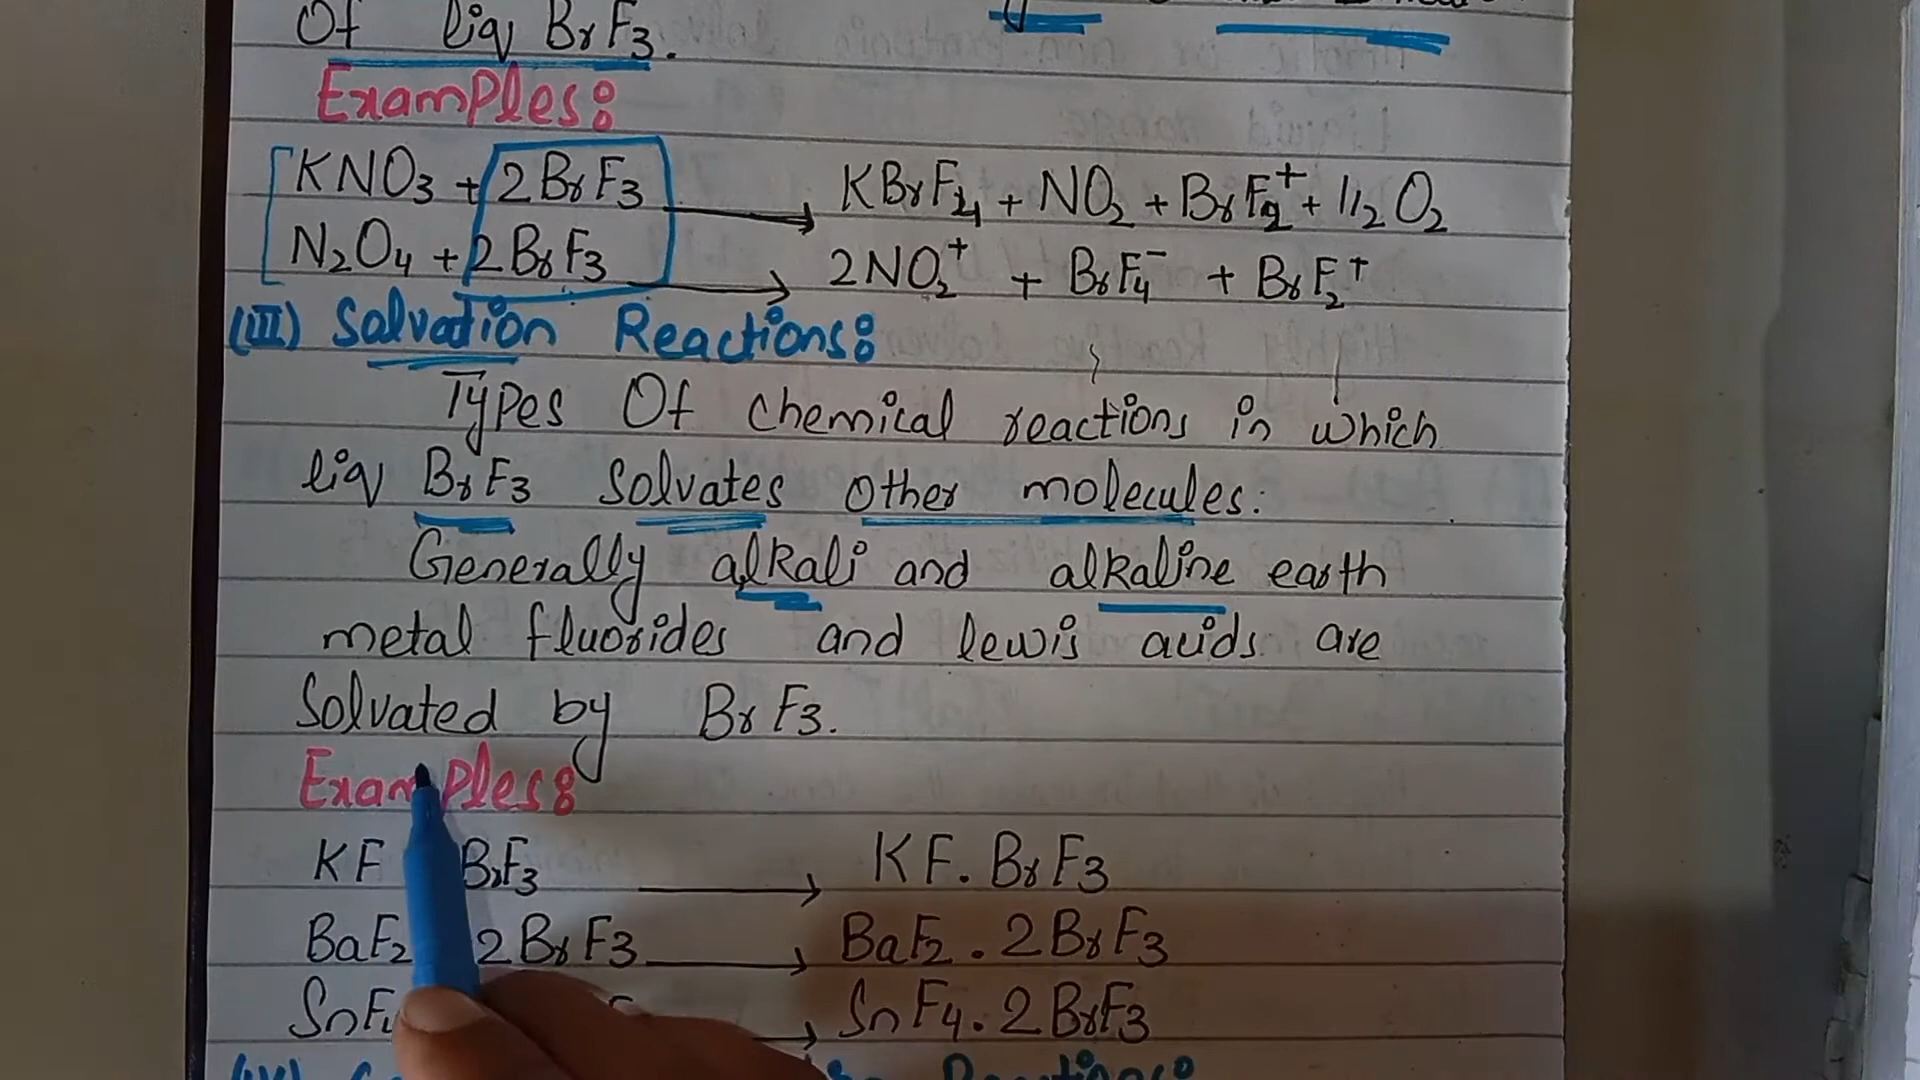 Of liq BrF3.
Examples:
KNO3 + 2BrF3 → KBrF4 + NO2 + BrF2+ + 1/2 O2
N2O4 + 2BrF3 → 2NO2+ + BrF4- + BrF2+
(III) Solvation Reactions:
Types Of chemical reactions in which
liq BrF3 Solvates other molecules.
Generally alkali and alkaline earth
metal fluorides and lewis acids are
Solvated by BrF3.
Examples:
KF BrF3 → KF. BrF3
BaF2 2BrF3 → BaF2 . 2BrF3
SnF → SnF4. 2BrF3
Reactions: